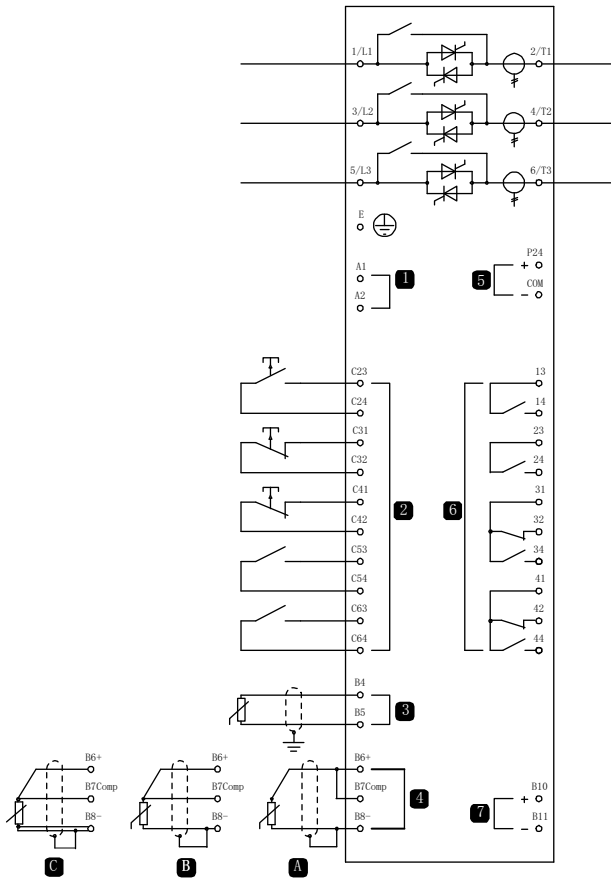 1/L1 2/T1
3/L2 4/T2
5/L3 6/T3
E
P24
A1 1 5 +
A2 COM
−
C23 13
C24 14
C31 23
C32 24
C41 31
2 6
C42 32
C53 34
C54 41
C63 42
C64 44
B4
3
B5
B6+ B6+ B6+
B7Comp B7Comp B7Comp 4 + B10
B8- B8- B8- 7 − B11
C B A